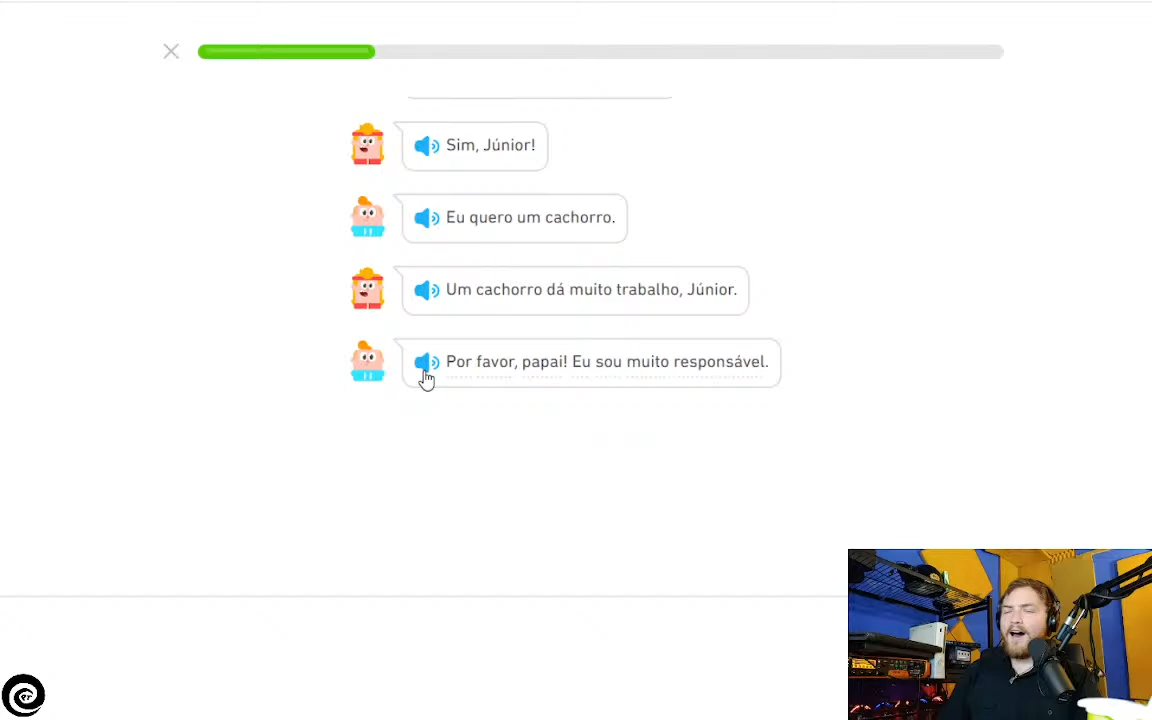 Sim, Júnior!
Eu quero um cachorro.
Um cachorro dá muito trabalho, Júnior.
Por favor, papai! Eu sou muito responsável.